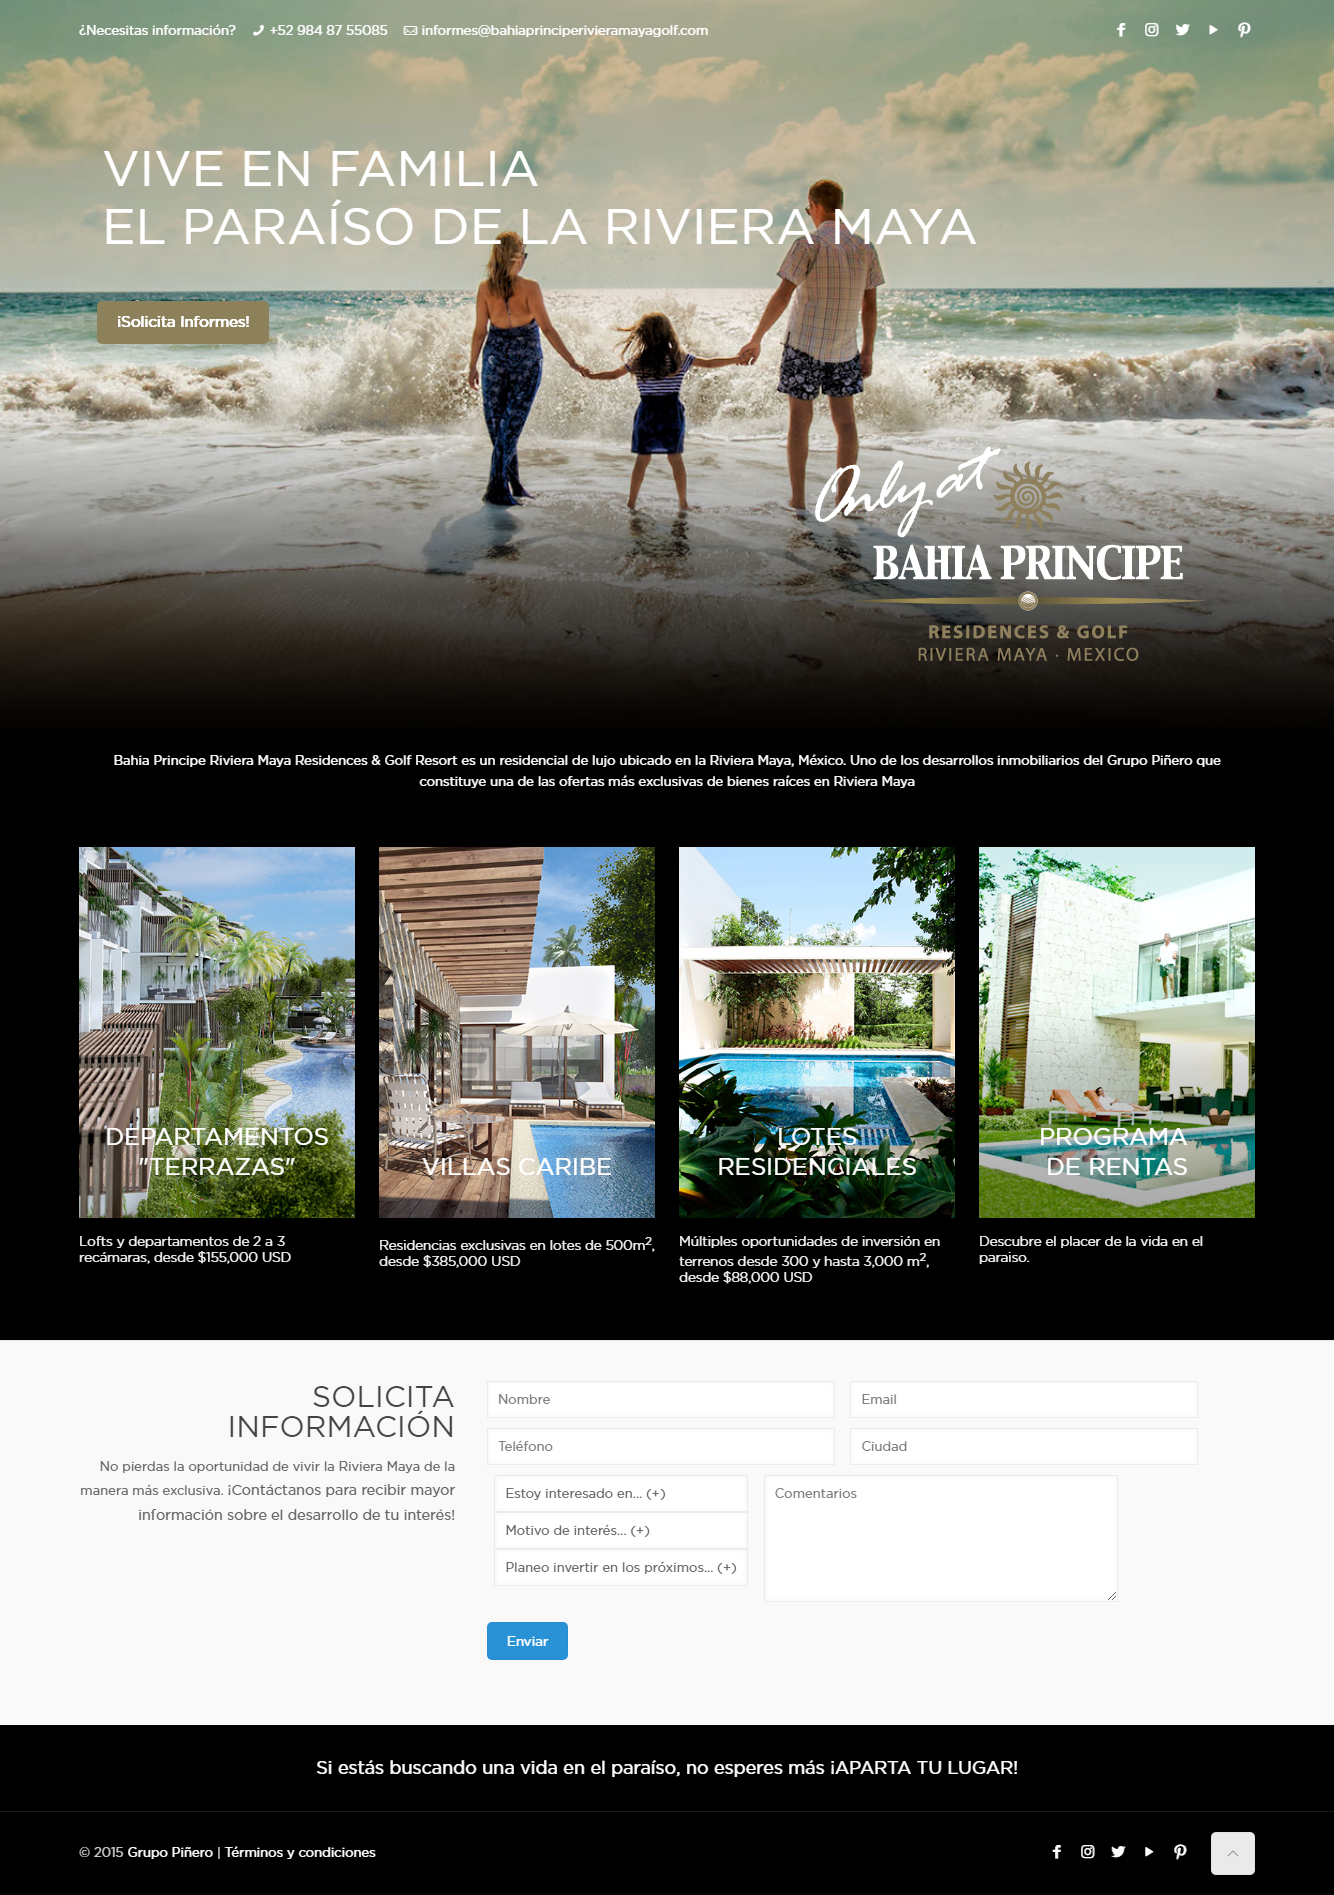 ¿Necesitas información? +52 984 87 55085 informes@bahiaprinciperivieramayagolf.com
VIVE EN FAMILIA
EL PARAÍSO DE LA RIVIERA MAYA
¡Solicita Informes!
Only at
BAHIA PRINCIPE
RESIDENCES & GOLF
RIVIERA MAYA · MEXICO
Bahia Principe Riviera Maya Residences & Golf Resort es un residencial de lujo ubicado en la Riviera Maya, México. Uno de los desarrollos inmobiliarios del Grupo Piñero que
constituye una de las ofertas más exclusivas de bienes raíces en Riviera Maya
DEPARTAMENTOS
"TERRAZAS"
Lofts y departamentos de 2 a 3
recámaras, desde $155,000 USD
VILLAS CARIBE
Residencias exclusivas en lotes de 500m²,
desde $385,000 USD
LOTES
RESIDENCIALES
Múltiples oportunidades de inversión en
terrenos desde 300 y hasta 3,000 m²,
desde $88,000 USD
PROGRAMA
DE RENTAS
Descubre el placer de la vida en el
paraiso.
SOLICITA
INFORMACIÓN
No pierdas la oportunidad de vivir la Riviera Maya de la
manera más exclusiva. ¡Contáctanos para recibir mayor
información sobre el desarrollo de tu interés!
Nombre
Email
Teléfono
Ciudad
Estoy interesado en... (+)
Motivo de interés... (+)
Planeo invertir en los próximos... (+)
Comentarios
Enviar
Si estás buscando una vida en el paraíso, no esperes más ¡APARTA TU LUGAR!
© 2015 Grupo Piñero | Términos y condiciones